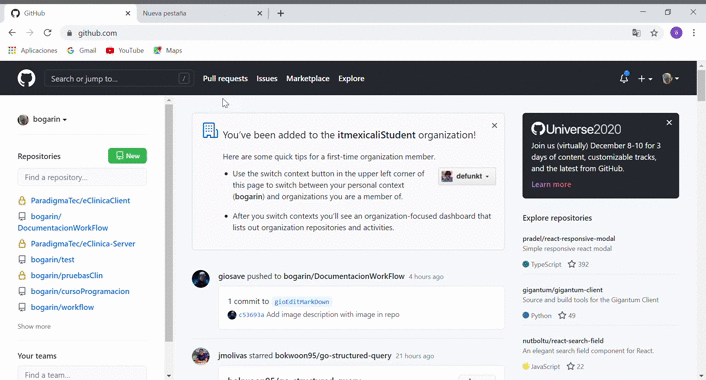 GitHub
Nueva pestaña
github.com
Aplicaciones
Gmail
YouTube
Maps
Search or jump to...
/
Pull requests
Issues
Marketplace
Explore
bogarin
Repositories
New
Find a repository...
ParadigmaTec/eClinicaClient
bogarin/
DocumentacionWorkFlow
ParadigmaTec/eClinica-Server
bogarin/test
bogarin/pruebasClin
bogarin/cursoProgramacion
bogarin/workflow
Show more
Your teams
Find a team...
You've been added to the itmexicaliStudent organization!
Here are some quick tips for a first-time organization member.
Use the switch context button in the upper left corner of
this page to switch between your personal context
(bogarin) and organizations you are a member of.
defunkt
After you switch contexts you'll see an organization-focused dashboard that
lists out organization repositories and activities.
giosave pushed to bogarin/DocumentacionWorkFlow 4 hours ago
1 commit to gioEditMarkDown
c53693a Add image description with image in repo
jmolivas starred bokwoon95/go-structured-query 21 hours ago
bokwoon95/go-structured-query
Universe2020
Join us (virtually) December 8-10 for 3
days of content, customizable tracks,
and the latest from GitHub.
Learn more
Explore repositories
pradel/react-responsive-modal
Simple responsive react modal
TypeScript 392
gigantum/gigantum-client
Source and build tools for the Gigantum Client
Python 49
nutboltu/react-search-field
An elegant search field component for React.
JavaScript 22